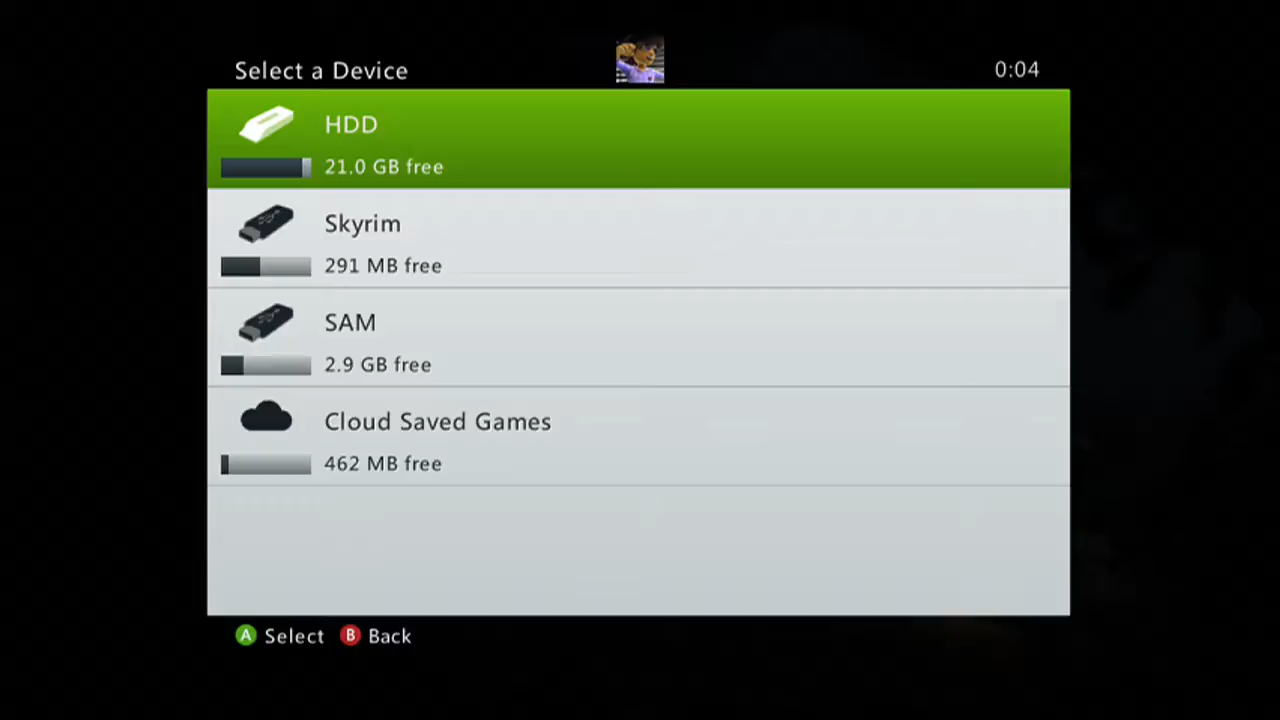 Select a Device
0:04
HDD
21.0 GB free
Skyrim
291 MB free
SAM
2.9 GB free
Cloud Saved Games
462 MB free
A Select B Back